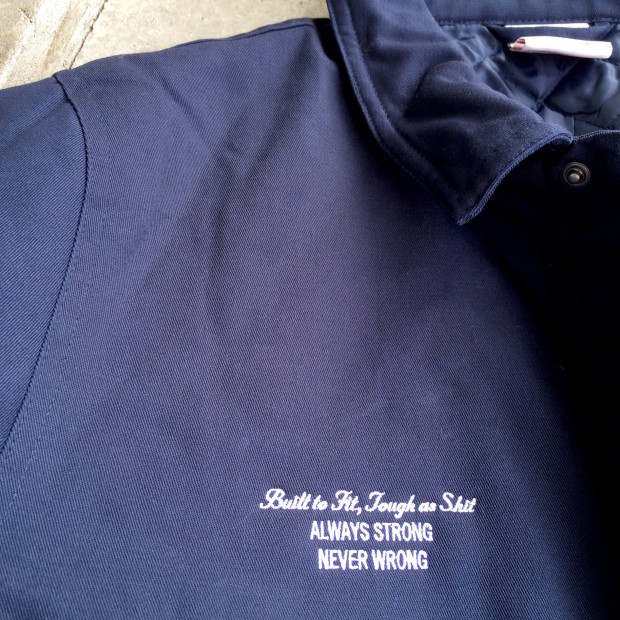 Built to Fit, Tough as Shit
ALWAYS STRONG
NEVER WRONG